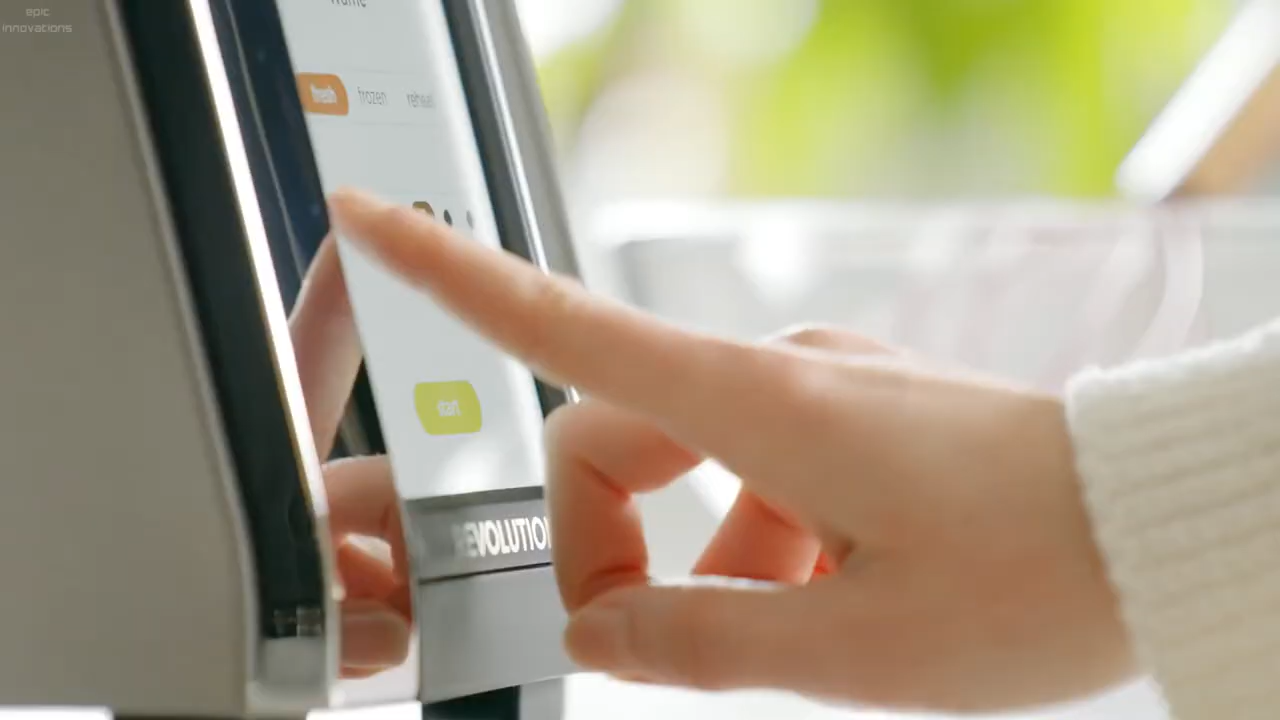 epic
innovations
fresh frozen reheat
start
REVOLUTION